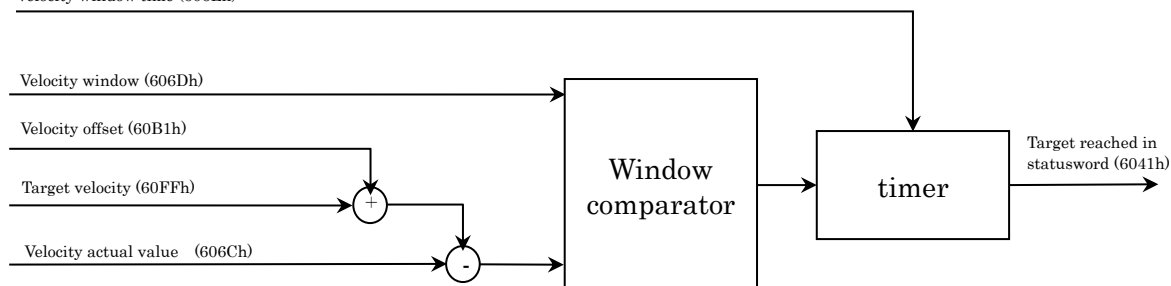 Velocity window (606Dh)
Velocity offset (60B1h)
Target velocity (60FFh)
Velocity actual value (606Ch)
+
-
Window
comparator
timer
Target reached in
statusword (6041h)